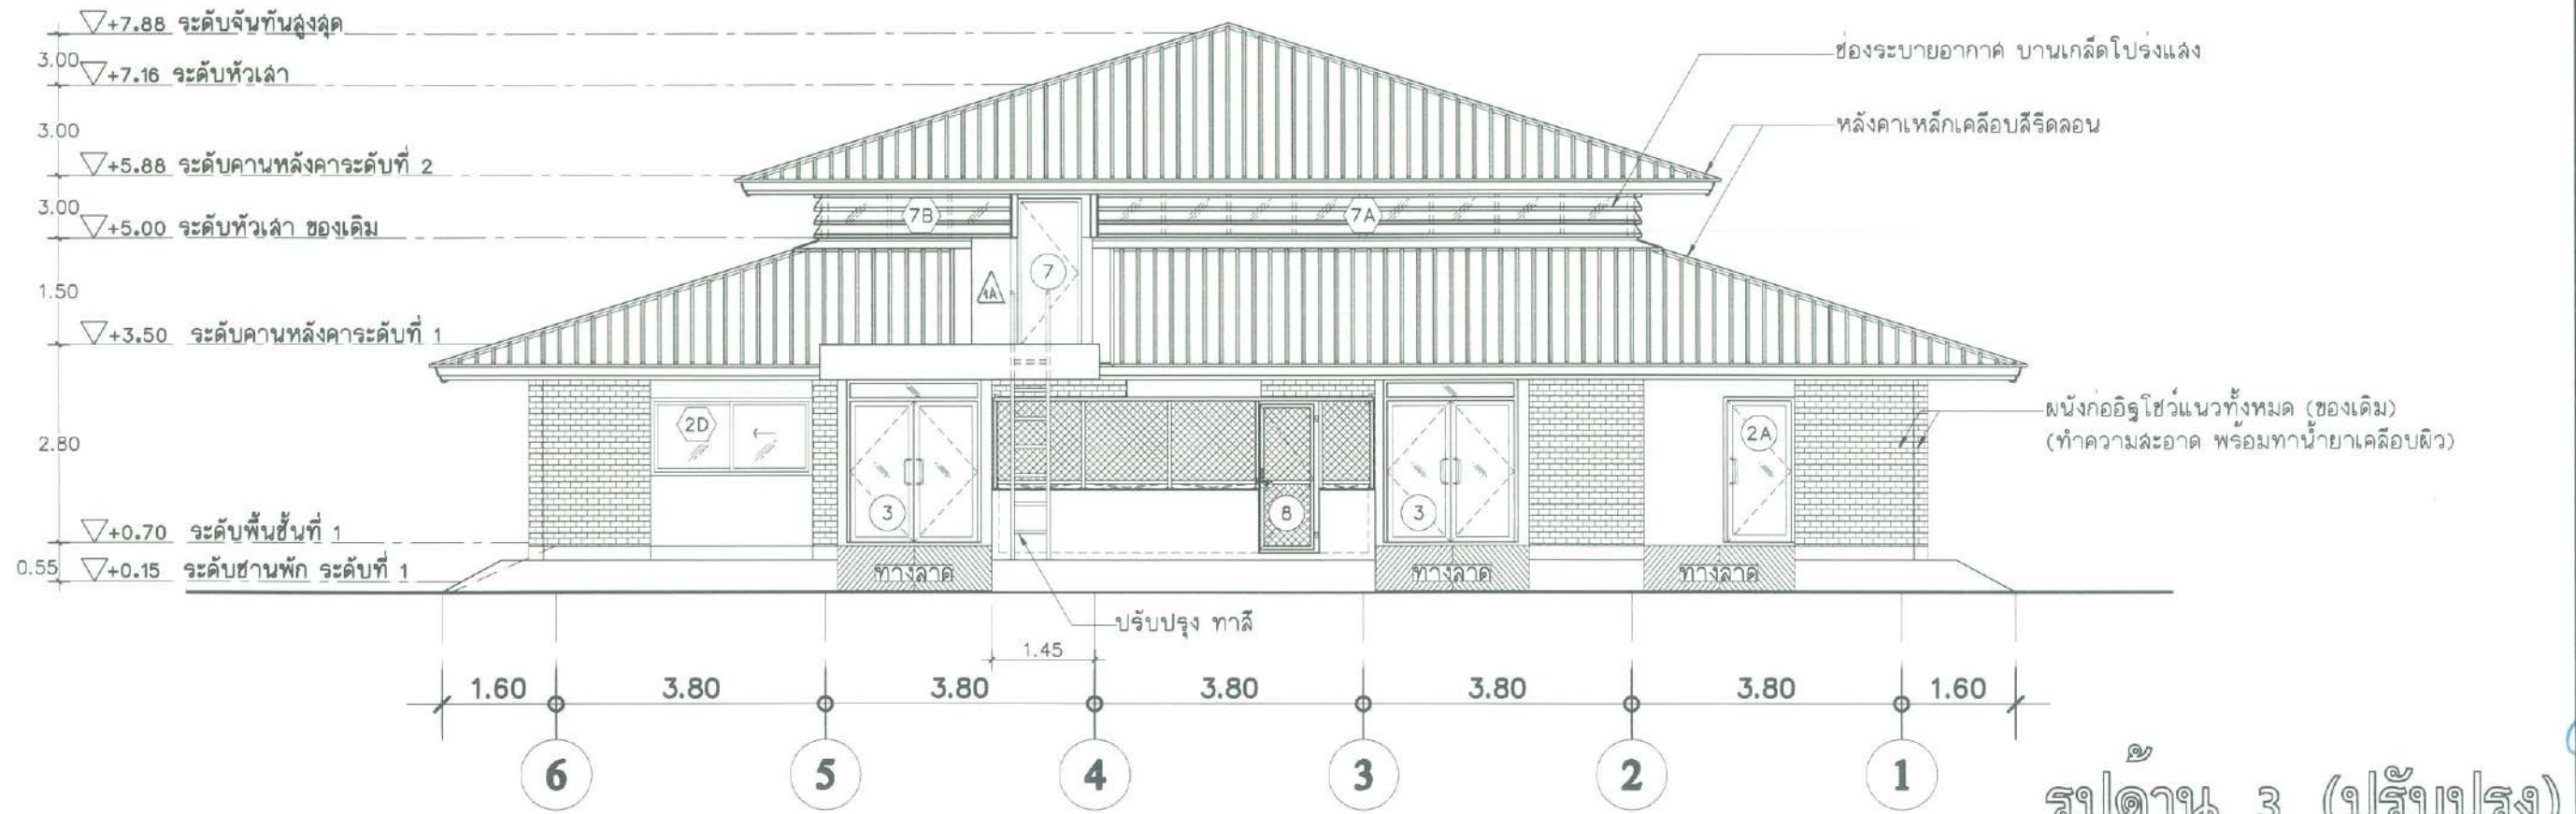 +7.88 ระดับจันทันสูงสุด
3.00
+7.16 ระดับหัวเสา
3.00
+5.88 ระดับคานหลังคาระดับที่ 2
3.00
+5.00 ระดับหัวเสา ของเดิม
1.50
+3.50 ระดับคานหลังคาระดับที่ 1
2.80
+0.70 ระดับพื้นชั้นที่ 1
0.55
+0.15 ระดับชานพัก ระดับที่ 1
ช่องระบายอากาศ บานเกล็ดโปร่งแสง
หลังคาเหล็กเคลือบสีรีดลอน
ผนังก่ออิฐโชว์แนวทั้งหมด (ของเดิม)
(ทำความสะอาด พร้อมทาน้ำยาเคลือบผิว)
7B
7A
7
1A
2D
2A
3
8
3
ทางลาด
ทางลาด
ทางลาด
ปรับปรุง ทาสี
1.45
1.60 3.80 3.80 3.80 3.80 3.80 1.60
6 5 4 3 2 1
รูปด้าน 3 (ปรับปรุง)